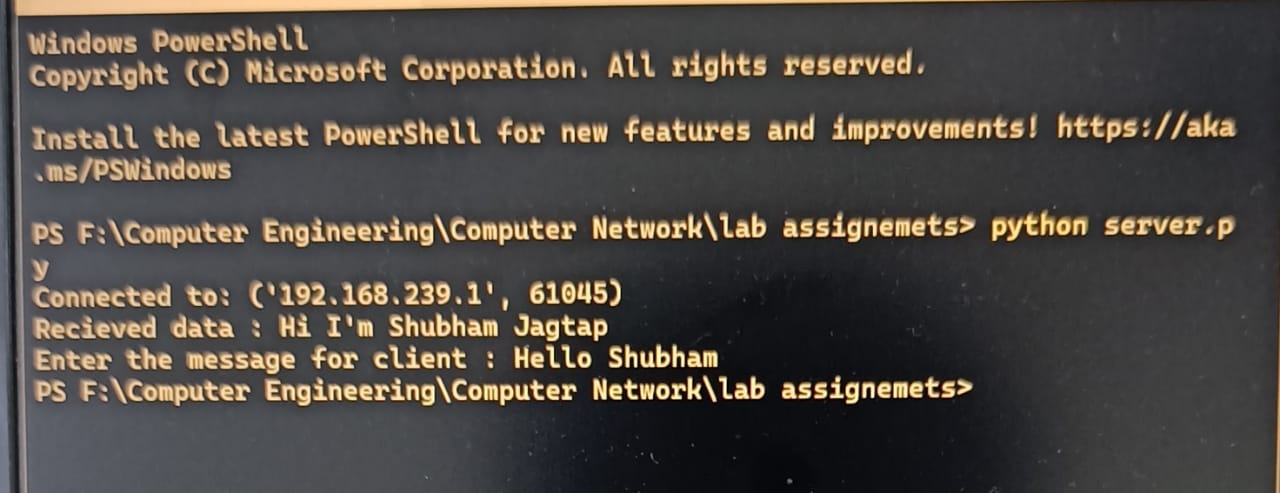 Windows PowerShell
Copyright (C) Microsoft Corporation. All rights reserved.
Install the latest PowerShell for new features and improvements! https://aka
.ms/PSWindows
PS F:\Computer Engineering\Computer Network\lab assignemets> python server.p
y
Connected to: ('192.168.239.1', 61045)
Recieved data : Hi I'm Shubham Jagtap
Enter the message for client : Hello Shubham
PS F:\Computer Engineering\Computer Network\lab assignemets>